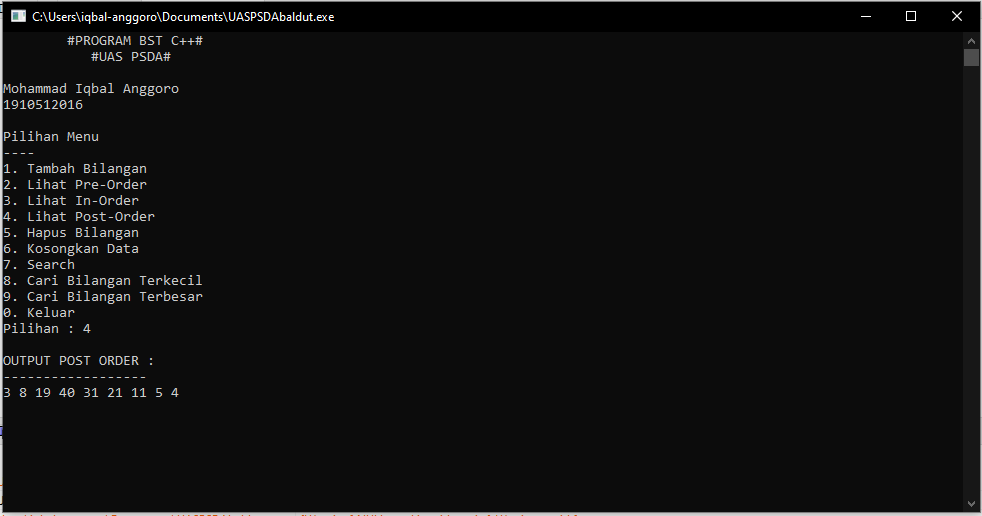 C:\Users\iqbal-anggoro\Documents\UASPSDAbaldut.exe
#PROGRAM BST C++#
#UAS PSDA#
Mohammad Iqbal Anggoro
1910512016
Pilihan Menu
----
1. Tambah Bilangan
2. Lihat Pre-Order
3. Lihat In-Order
4. Lihat Post-Order
5. Hapus Bilangan
6. Kosongkan Data
7. Search
8. Cari Bilangan Terkecil
9. Cari Bilangan Terbesar
0. Keluar
Pilihan : 4
OUTPUT POST ORDER :
------------------
3 8 19 40 31 21 11 5 4